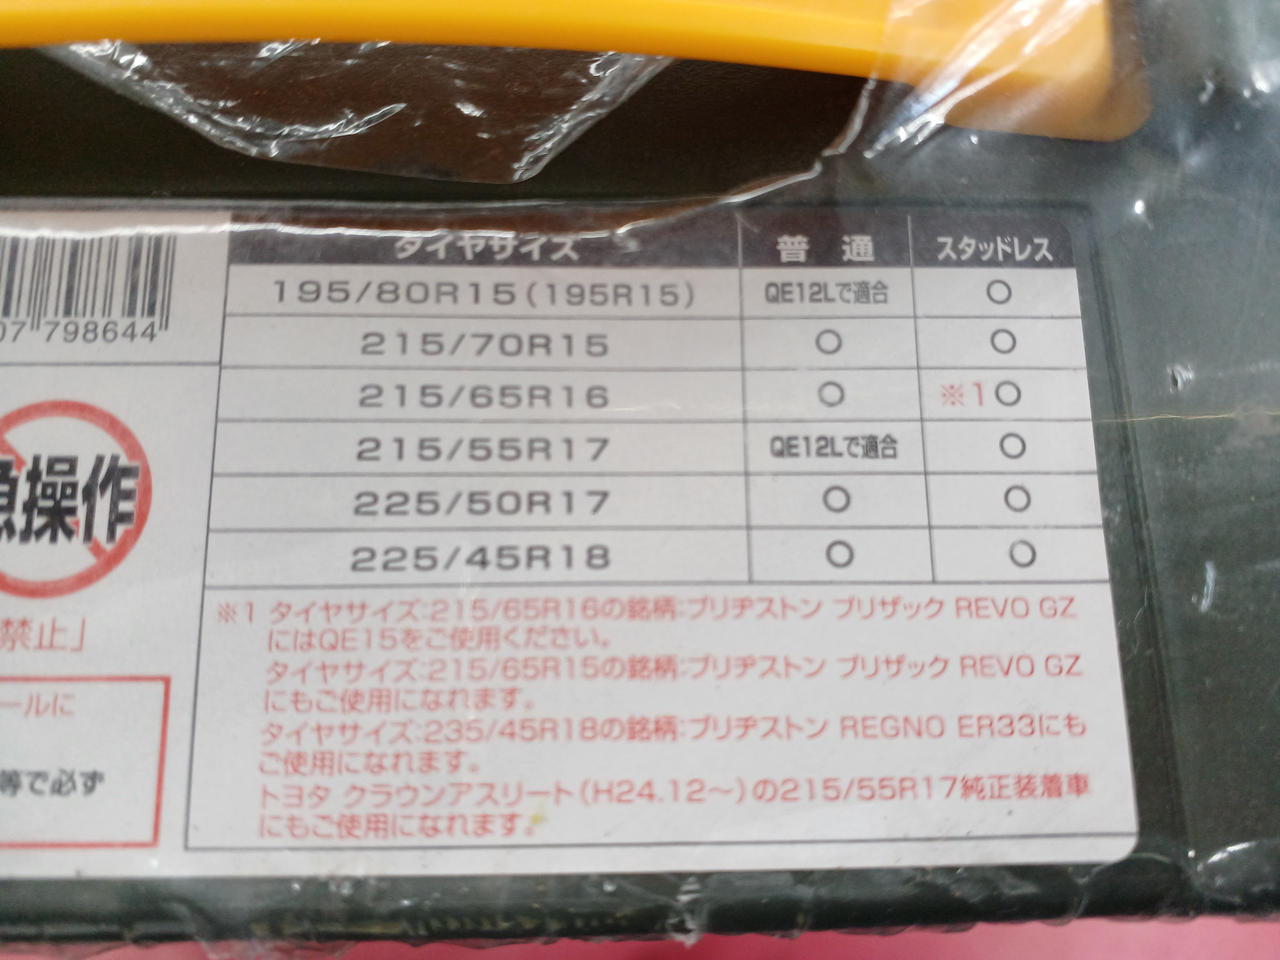 タイヤサイズ 普通 スタッドレス
195/80R15(195R15) QE12Lで適合 ○
215/70R15 ○ ○
215/65R16 ○ ※1○
215/55R17 QE12Lで適合 ○
225/50R17 ○ ○
225/45R18 ○ ○
※1 タイヤサイズ:215/65R16の銘柄:ブリヂストン ブリザック REVO GZ
にはQE15をご使用ください。
タイヤサイズ:215/65R15の銘柄:ブリヂストン ブリザック REVO GZ
にもご使用になれます。
タイヤサイズ:235/45R18の銘柄:ブリヂストン REGNO ER33にも
ご使用になれます。
トヨタ クラウンアスリート(H24.12~)の215/55R17純正装着車
にもご使用になれます。
07 798644
急操作
禁止」
ールに
等で必ず